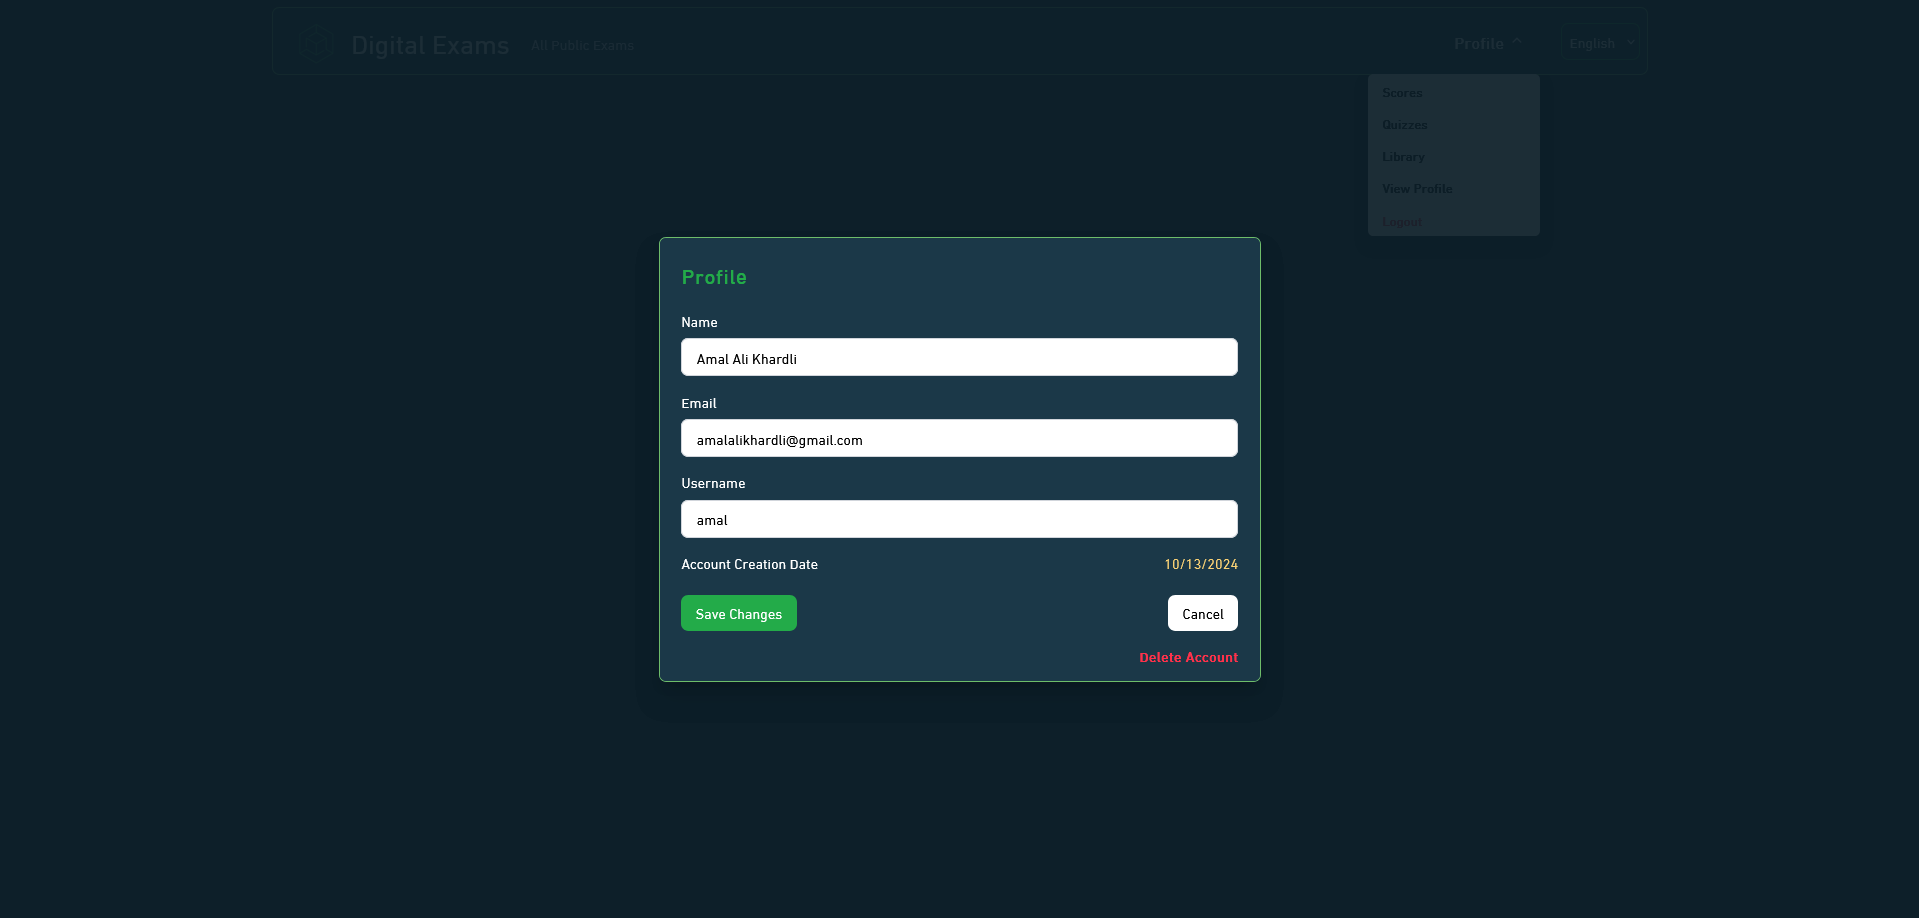 Digital Exams
All Public Exams
Profile
English
Scores
Quizzes
Library
View Profile
Logout
Profile
Name
Amal Ali Khardli
Email
amalalikhardli@gmail.com
Username
amal
Account Creation Date
10/13/2024
Save Changes
Cancel
Delete Account